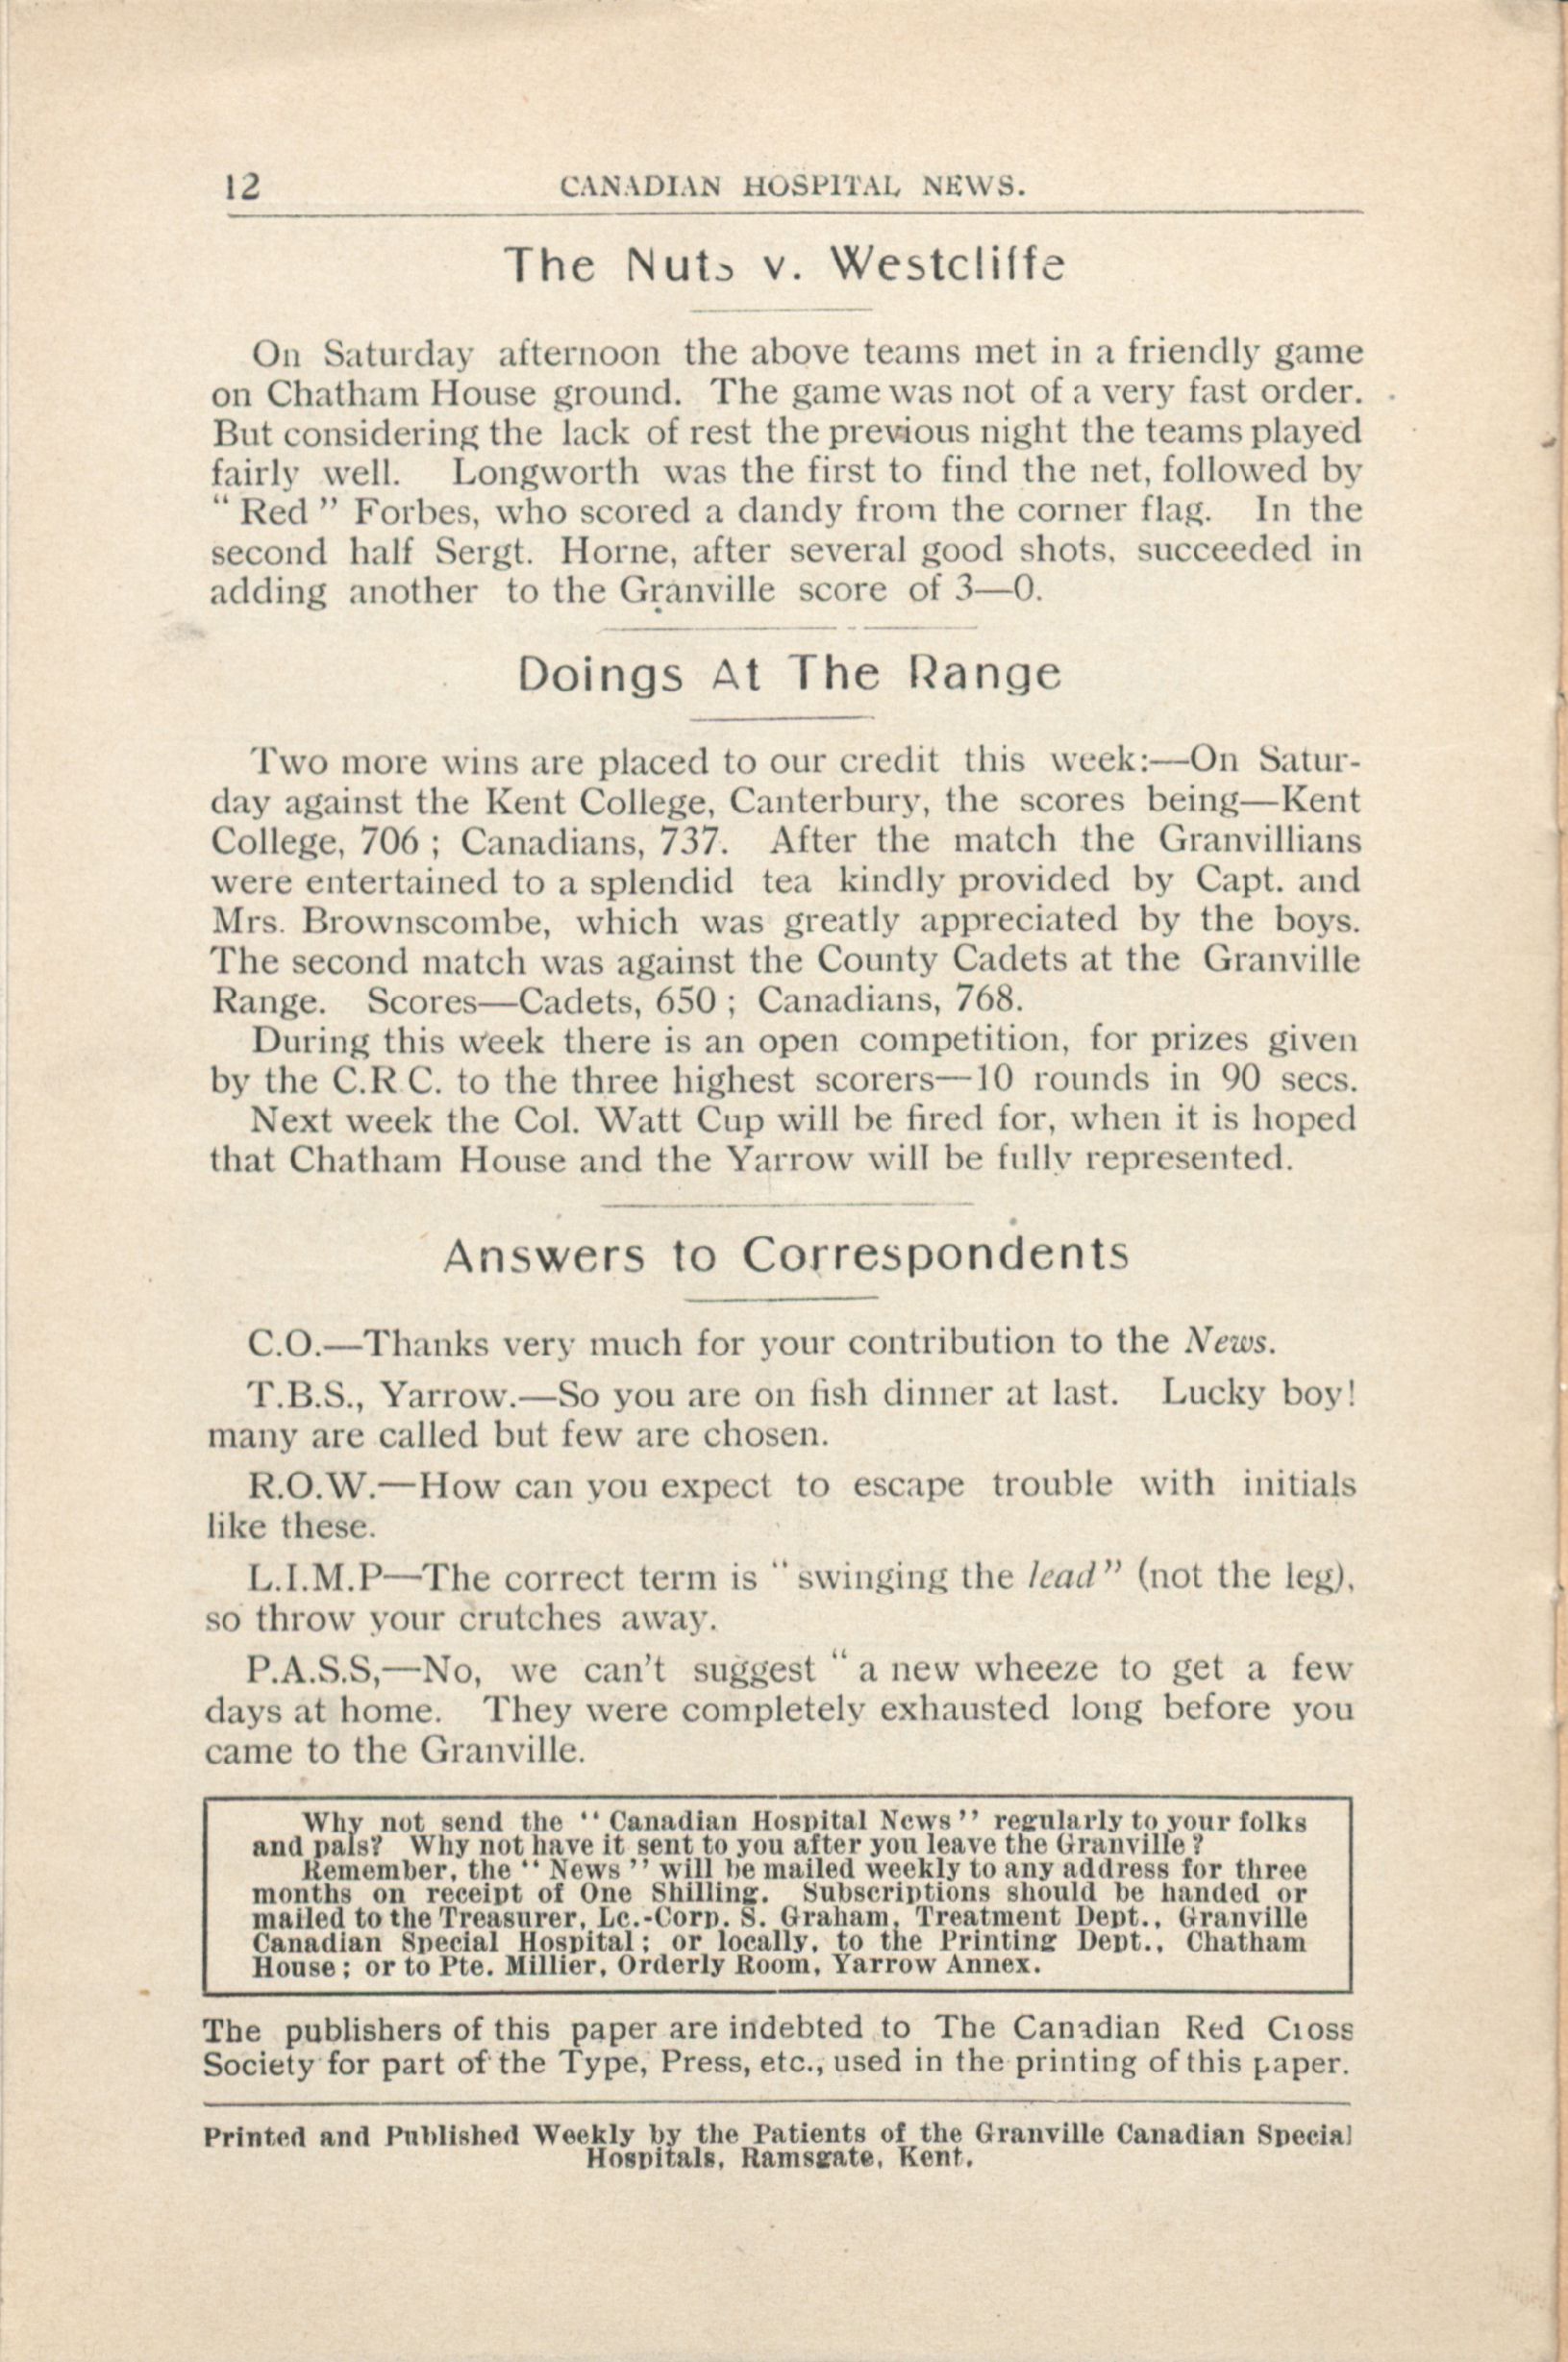 12
CANADIAN HOSPITAL NEWS.
The Nuts v. Westcliffe
On Saturday afternoon the above teams met in a friendly game
on Chatham House ground. The game was not of a very fast order.
But considering the lack of rest the previous night the teams played
fairly well. Longworth was the first to find the net, followed by
“Red” Forbes, who scored a dandy from the corner flag. In the
second half Sergt. Horne, after several good shots, succeeded in
adding another to the Granville score of 3—0.
Doings At The Range
Two more wins are placed to our credit this week:—On Satur-
day against the Kent College, Canterbury, the scores being—Kent
College, 706 ; Canadians, 737. After the match the Granvillians
were entertained to a splendid tea kindly provided by Capt. and
Mrs. Brownscombe, which was greatly appreciated by the boys.
The second match was against the County Cadets at the Granville
Range. Scores—Cadets, 650 ; Canadians, 768.
During this week there is an open competition, for prizes given
by the C.R.C. to the three highest scorers—10 rounds in 90 secs.
Next week the Col. Watt Cup will be fired for, when it is hoped
that Chatham House and the Yarrow will be fully represented.
Answers to Correspondents
C.O.—Thanks very much for your contribution to the News.
T.B.S., Yarrow.—So you are on fish dinner at last. Lucky boy!
many are called but few are chosen.
R.O.W.—How can you expect to escape trouble with initials
like these.
L.I.M.P—The correct term is “swinging the lead” (not the leg),
so throw your crutches away.
P.A.S.S,—No, we can't suggest “a new wheeze to get a few
days at home. They were completely exhausted long before you
came to the Granville.
Why not send the “Canadian Hospital News” regularly to your folks
and pals? Why not have it sent to you after you leave the Granville?
Remember, the “News” will be mailed weekly to any address for three
months on receipt of One Shilling. Subscriptions should be handed or
mailed to the Treasurer, Lc.-Corp. S. Graham, Treatment Dept., Granville
Canadian Special Hospital; or locally, to the Printing Dept., Chatham
House; or to Pte. Millier, Orderly Room, Yarrow Annex.
The publishers of this paper are indebted to The Canadian Red Cross
Society for part of the Type, Press, etc., used in the printing of this paper.
Printed and Published Weekly by the Patients of the Granville Canadian Special
Hospitals, Ramsgate, Kent.